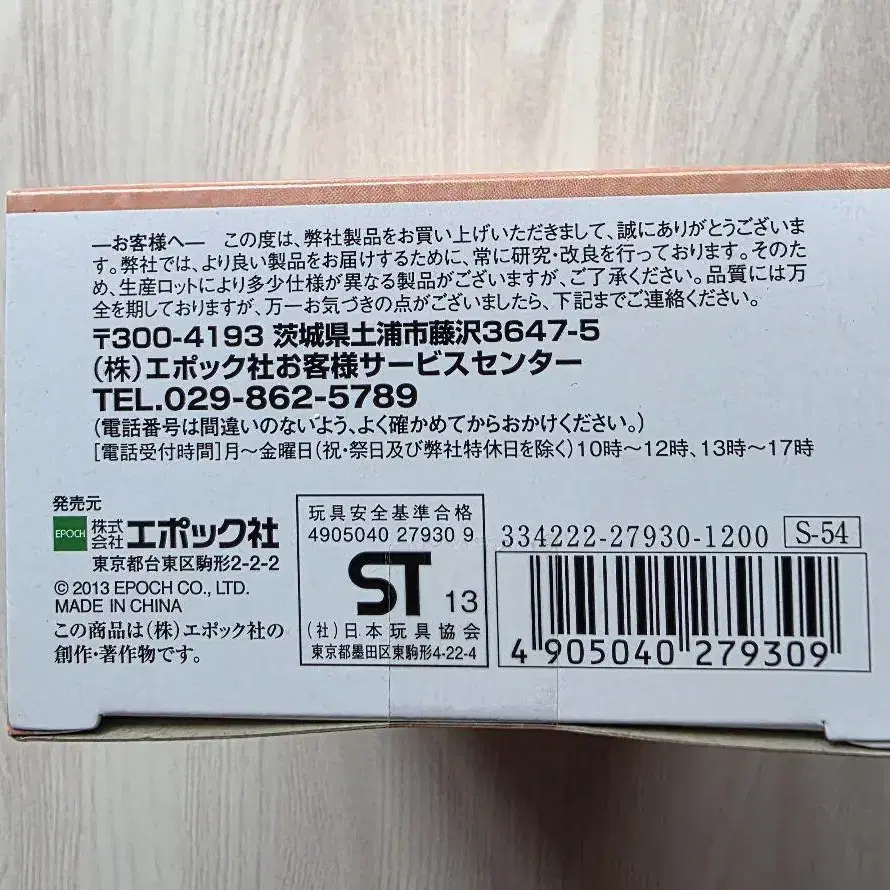 ―お客様へ― この度は、弊社製品をお買い上げいただきまして、誠にありがとうございま
す。弊社では、より良い製品をお届けするために、常に研究・改良を行っております。そのた
め、生産ロットにより多少仕様が異なる製品がございますが、ご了承ください。品質には万
全を期しておりますが、万一お気づきの点がございましたら、下記までご連絡ください。
〒300-4193 茨城県土浦市藤沢3647-5
(株)エポック社お客様サービスセンター
TEL.029-862-5789
(電話番号は間違いのないよう、よく確かめてからおかけください。)
[電話受付時間]月〜金曜日(祝・祭日及び弊社特休日を除く)10時〜12時、13時〜17時
発売元
EPOCH 株式会社 エポック社
東京都台東区駒形2-2-2
© 2013 EPOCH CO., LTD.
MADE IN CHINA
この商品は(株)エポック社の
創作・著作物です。
玩具安全基準合格
4905040 27930 9
ST 13
(社)日本玩具協会
東京都墨田区東駒形4-22-4
334222-27930-1200 S-54
4 905040 279309